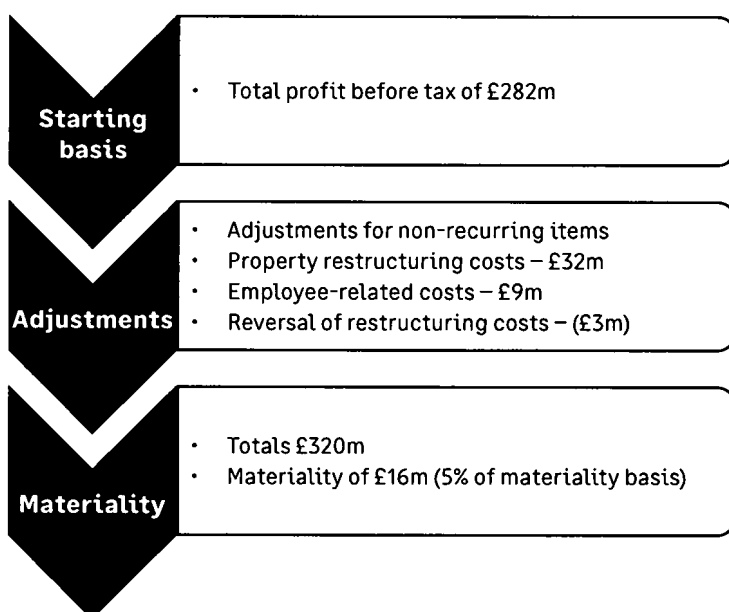 Starting
basis
• Total profit before tax of £282m
Adjustments
• Adjustments for non-recurring items
• Property restructuring costs – £32m
• Employee-related costs – £9m
• Reversal of restructuring costs – (£3m)
Materiality
• Totals £320m
• Materiality of £16m (5% of materiality basis)